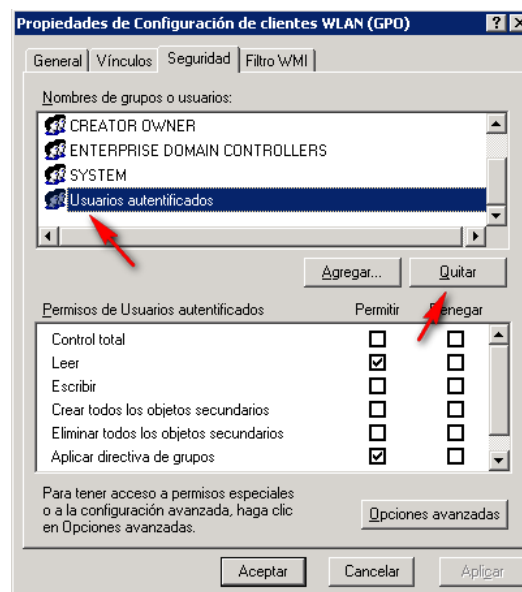 Propiedades de Configuración de clientes WLAN (GPO)
General Vínculos Seguridad Filtro WMI
Nombres de grupos o usuarios:
CREATOR OWNER
ENTERPRISE DOMAIN CONTROLLERS
SYSTEM
Usuarios autentificados
Agregar... Quitar
Permisos de Usuarios autentificados Permitir Denegar
Control total
Leer
Escribir
Crear todos los objetos secundarios
Eliminar todos los objetos secundarios
Aplicar directiva de grupos
Para tener acceso a permisos especiales
o a la configuración avanzada, haga clic
en Opciones avanzadas.
Opciones avanzadas
Aceptar Cancelar Aplicar